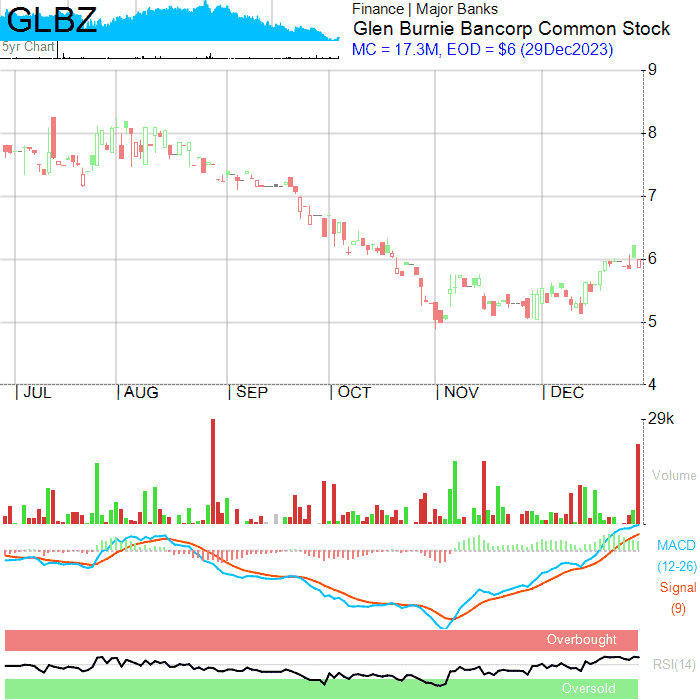 GLBZ
5yr Chart
Finance | Major Banks
Glen Burnie Bancorp Common Stock
MC = 17.3M, EOD = $6 (29Dec2023)
9
8
7
6
5
4
JUL AUG SEP OCT NOV DEC
29k
Volume
MACD
(12-26)
Signal
(9)
Overbought
RSI(14)
Oversold